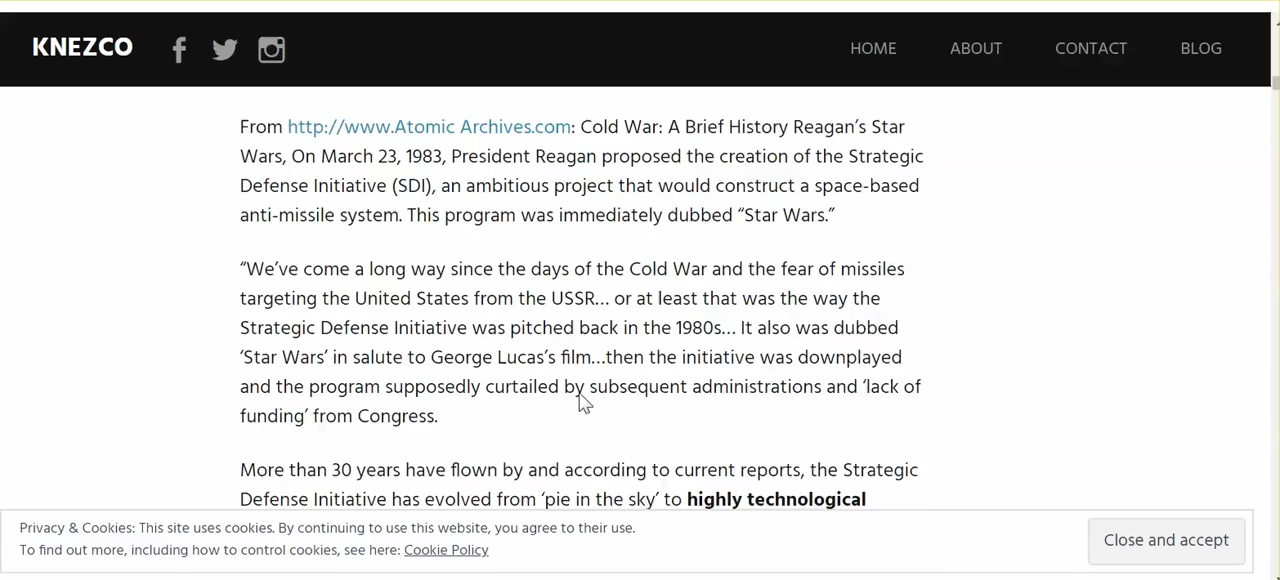 KNEZCO
HOME ABOUT CONTACT BLOG
From http://www.Atomic Archives.com: Cold War: A Brief History Reagan’s Star
Wars, On March 23, 1983, President Reagan proposed the creation of the Strategic
Defense Initiative (SDI), an ambitious project that would construct a space-based
anti-missile system. This program was immediately dubbed “Star Wars.”
“We’ve come a long way since the days of the Cold War and the fear of missiles
targeting the United States from the USSR… or at least that was the way the
Strategic Defense Initiative was pitched back in the 1980s… It also was dubbed
‘Star Wars’ in salute to George Lucas’s film…then the initiative was downplayed
and the program supposedly curtailed by subsequent administrations and ‘lack of
funding’ from Congress.
More than 30 years have flown by and according to current reports, the Strategic
Defense Initiative has evolved from ‘pie in the sky’ to highly technological
Privacy & Cookies: This site uses cookies. By continuing to use this website, you agree to their use.
To find out more, including how to control cookies, see here: Cookie Policy
Close and accept